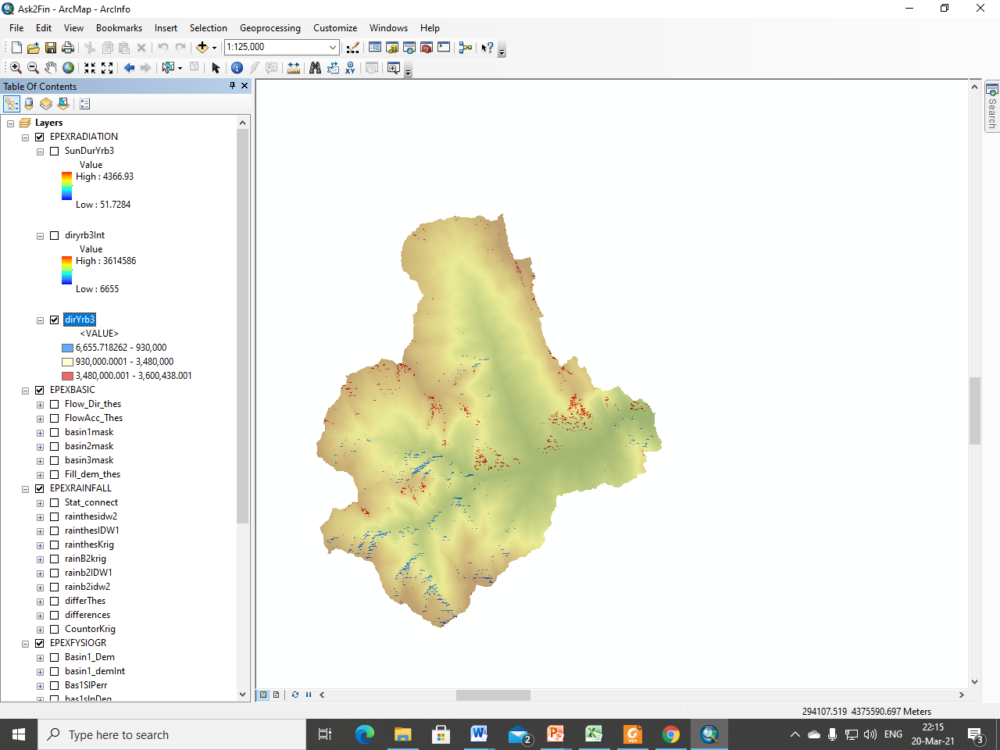 Ask2Fin - ArcMap - ArcInfo
File Edit View Bookmarks Insert Selection Geoprocessing Customize Windows Help
1:125,000
Table Of Contents
Layers
EPEXRADIATION
SunDurYrb3
Value
High : 4366.93
Low : 51.7284
diryrb3Int
Value
High : 3614586
Low : 6655
dirYrb3
<VALUE>
6,655.718262 - 930,000
930,000.0001 - 3,480,000
3,480,000.001 - 3,600,438.001
EPEXBASIC
Flow_Dir_thes
FlowAcc_Thes
basin1mask
basin2mask
basin3mask
Fill_dem_thes
EPEXRAINFALL
Stat_connect
rainthesidw2
rainthesIDW1
rainthesKrig
rainB2krig
rainb2IDW1
rainb2idw2
differThes
differences
CountorKrig
EPEXFYSIOGR
Basin1_Dem
basin1_demInt
Bas1SlPerr
bas1slpDeg
Search
294107.519 4375590.697 Meters
Type here to search
2
ENG
22:15
20-Mar-21
3